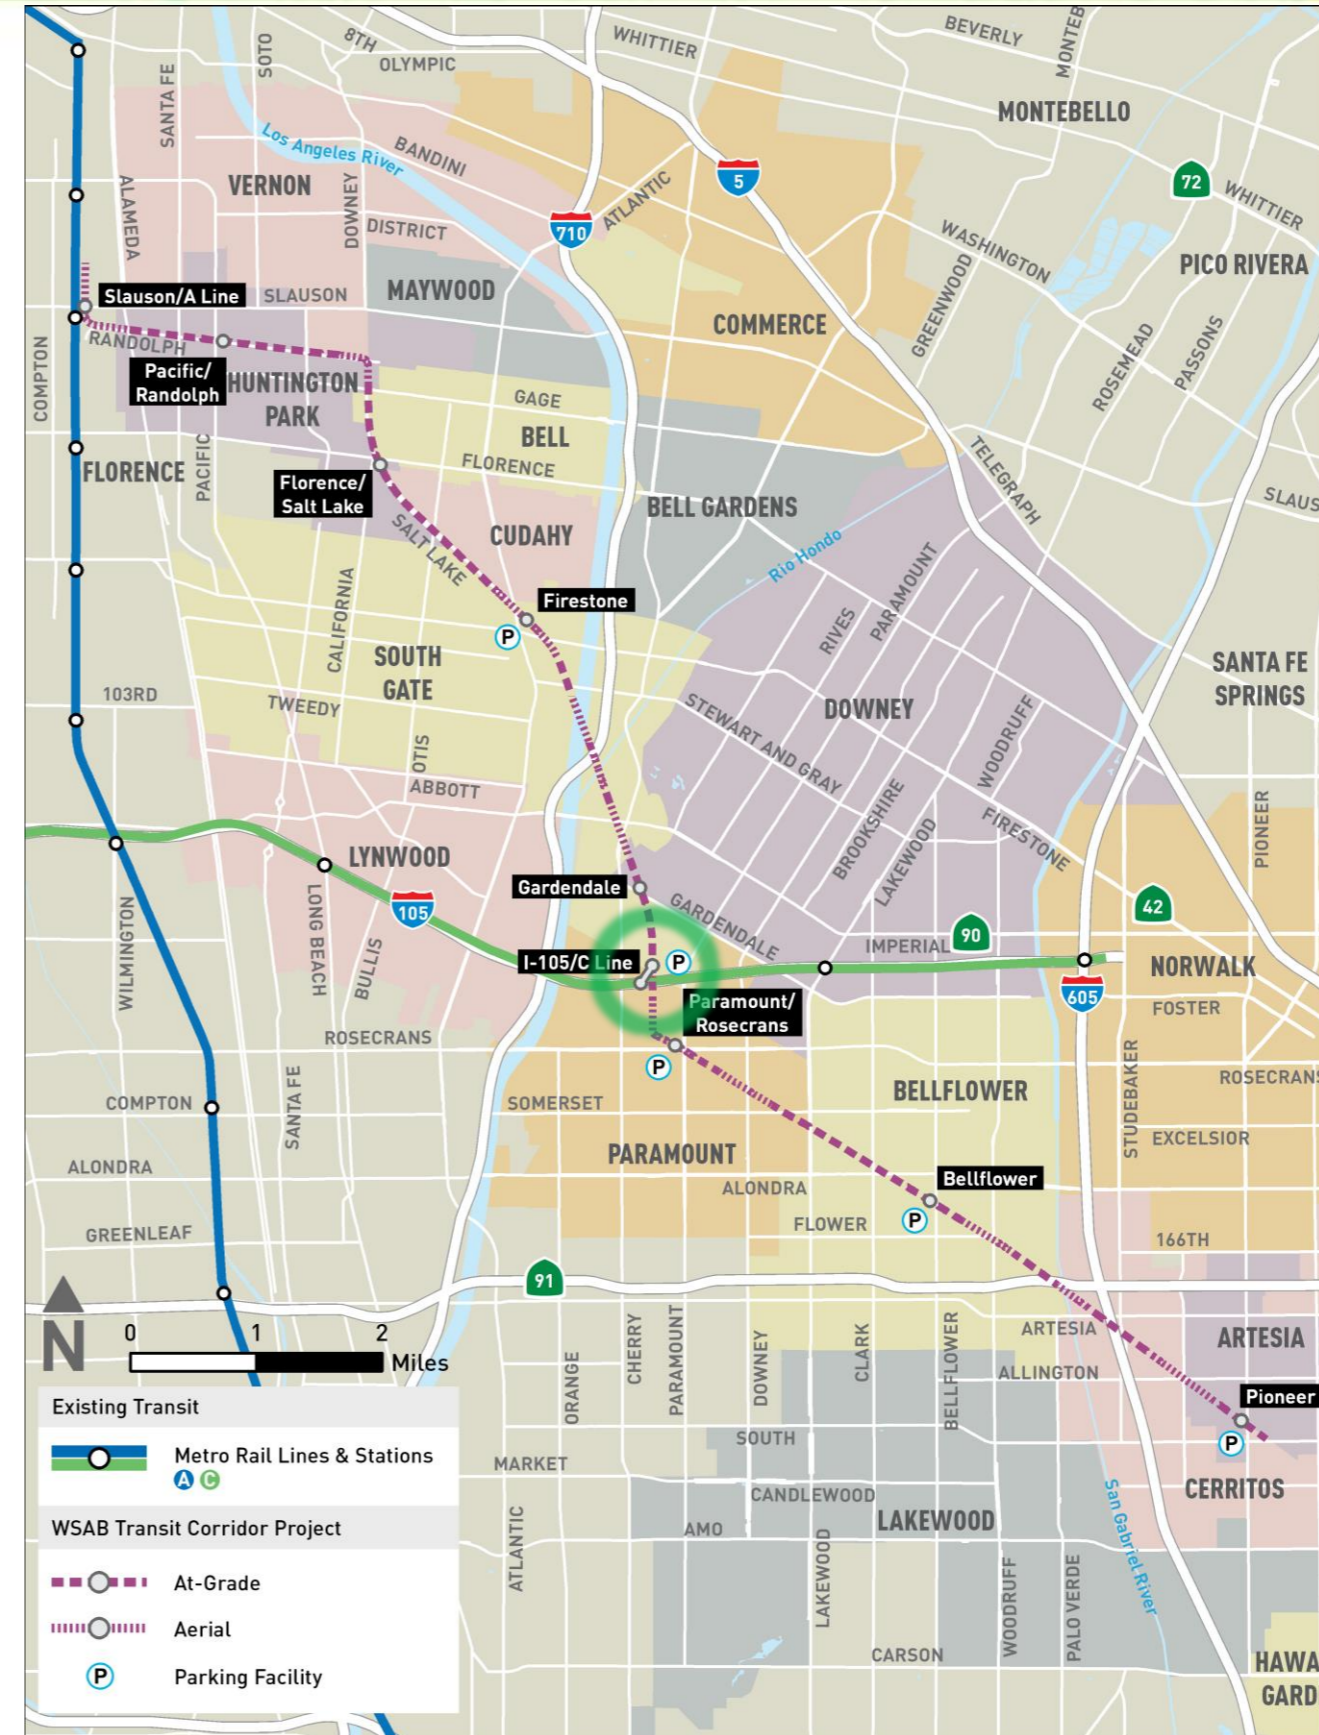 BEVERLY
MONTEB
WHITTIER
8TH
SOTO
OLYMPIC
SANTA FE
MONTEBELLO
Los Angeles River
BANDINI
VERNON
ALAMEDA
DOWNEY
DISTRICT
ATLANTIC
5
72
WHITTIER
710
WASHINGTON
PICO RIVERA
GREENWOOD
MAYWOOD
Slauson/A Line
SLAUSON
COMMERCE
RANDOLPH
COMPTON
Pacific/
Randolph
HUNTINGTON
PARK
ROSEMEAD
PASSONS
GAGE
BELL
FLORENCE
PACIFIC
FLORENCE
TELEGRAPH
Florence/
Salt Lake
BELL GARDENS
SLAUS
SALT LAKE
CUDAHY
Rio Hondo
PARAMOUNT
RIVES
CALIFORNIA
Firestone
P
SOUTH
GATE
SANTA FE
SPRINGS
103RD
TWEEDY
DOWNEY
STEWART AND GRAY
WOODRUFF
OTIS
ABBOTT
BROOKSHIRE
LAKEWOOD
FIRESTONE
PIONEER
LYNWOOD
Gardendale
GARDENDALE
105
LONG BEACH
BULLIS
WILMINGTON
I-105/C Line
P
IMPERIAL
90
42
NORWALK
605
FOSTER
Paramount/
Rosecrans
ROSECRANS
P
STUDEBAKER
ROSECRANS
SANTA FE
COMPTON
SOMERSET
BELLFLOWER
EXCELSIOR
PARAMOUNT
ALONDRA
ALONDRA
Bellflower
P
FLOWER
GREENLEAF
166TH
91
N
0 1 2
Miles
CHERRY
PARAMOUNT
DOWNEY
CLARK
BELLFLOWER
ORANGE
ARTESIA
ARTESIA
ALLINGTON
Pioneer
P
SOUTH
MARKET
CANDLEWOOD
CERRITOS
AMO
LAKEWOOD
San Gabriel River
ATLANTIC
LAKEWOOD
WOODRUFF
PALO VERDE
CARSON
HAWA
GARD
Existing Transit
Metro Rail Lines & Stations
A C
WSAB Transit Corridor Project
At-Grade
Aerial
P Parking Facility